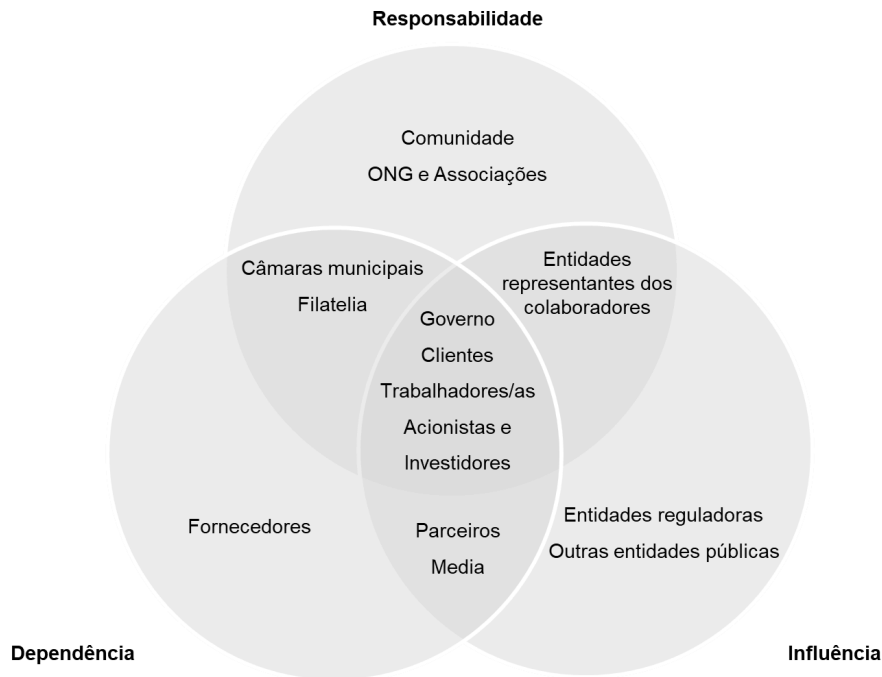 Responsabilidade
Comunidade
ONG e Associações
Câmaras municipais
Filatelia
Entidades
representantes dos
colaboradores
Governo
Clientes
Trabalhadores/as
Acionistas e
Investidores
Fornecedores
Parceiros
Media
Entidades reguladoras
Outras entidades públicas
Dependência
Influência